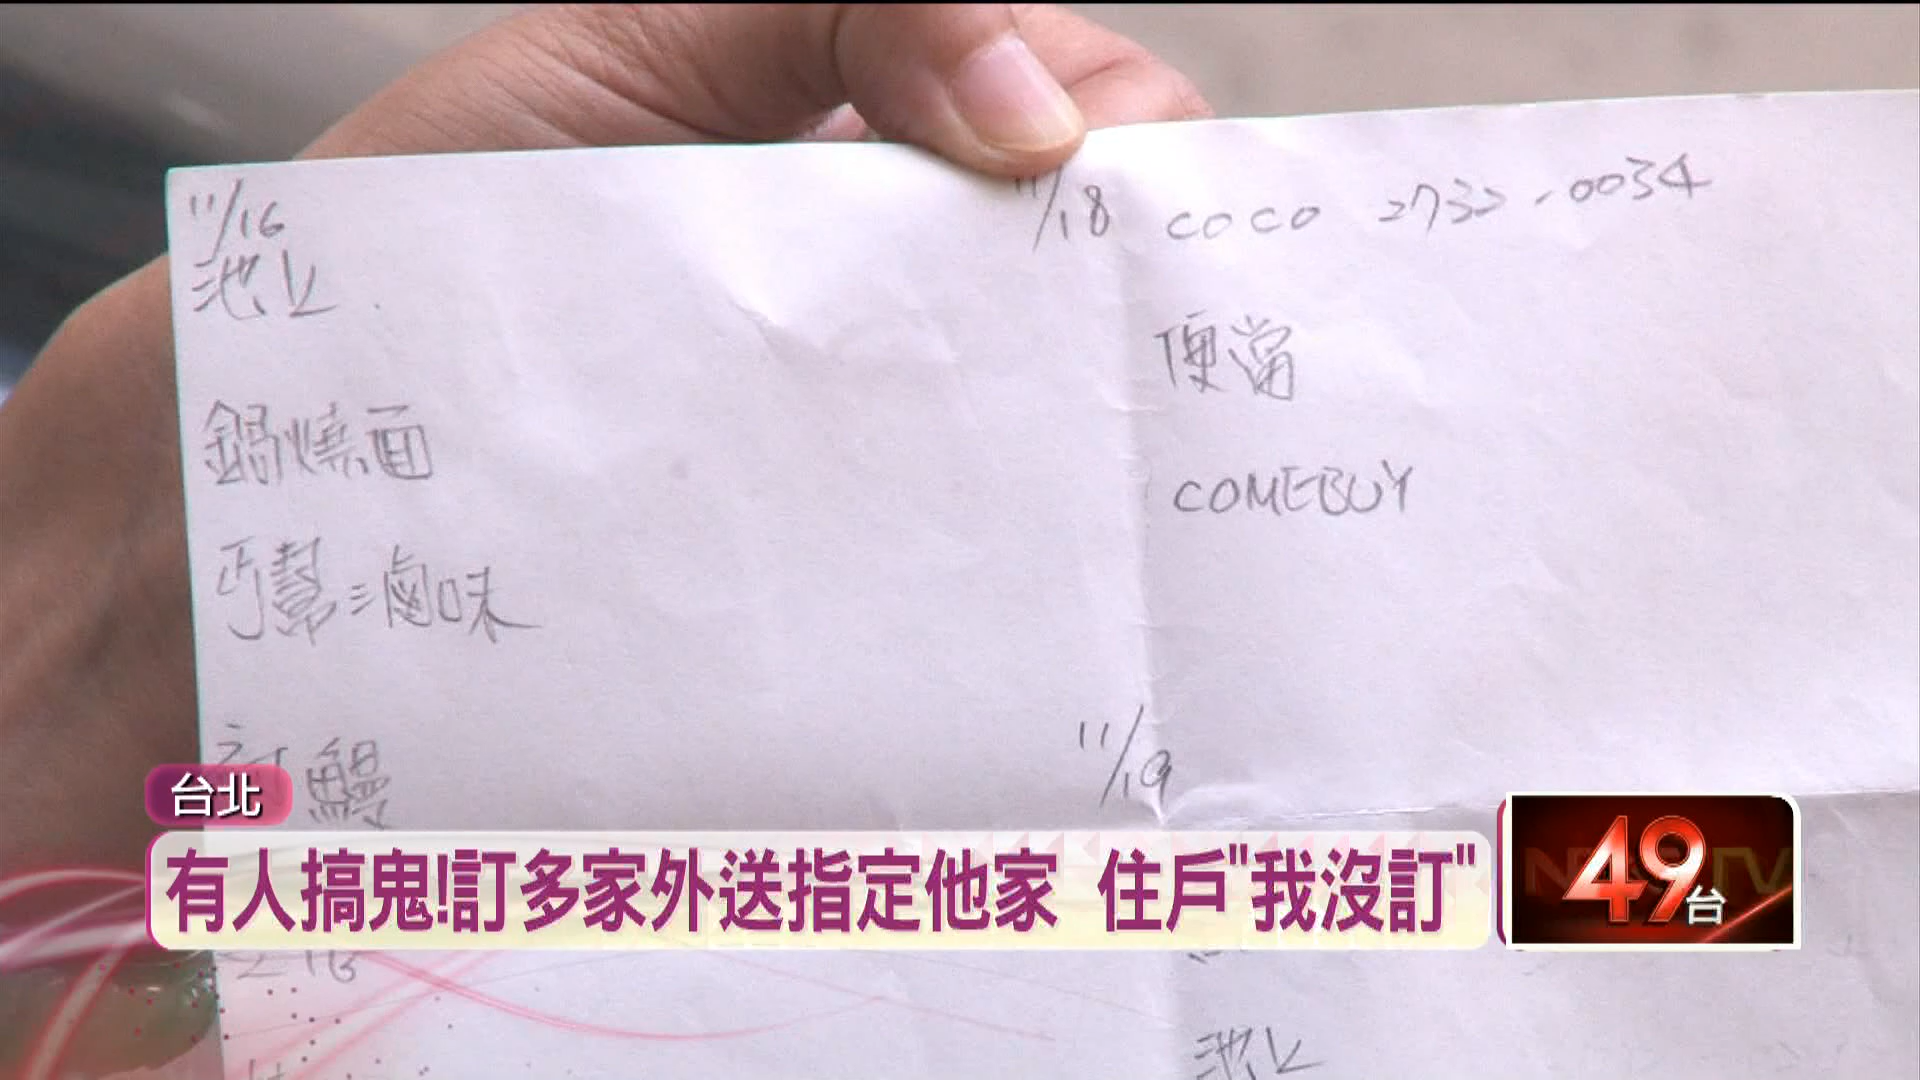 11/16
池上
鍋燒面
丐幫滷味
鰻
11/18 COCO 2732-0034
便當
COMEBUY
11/19
池上
台北
有人搞鬼!訂多家外送指定他家 住戶"我沒訂"
49台